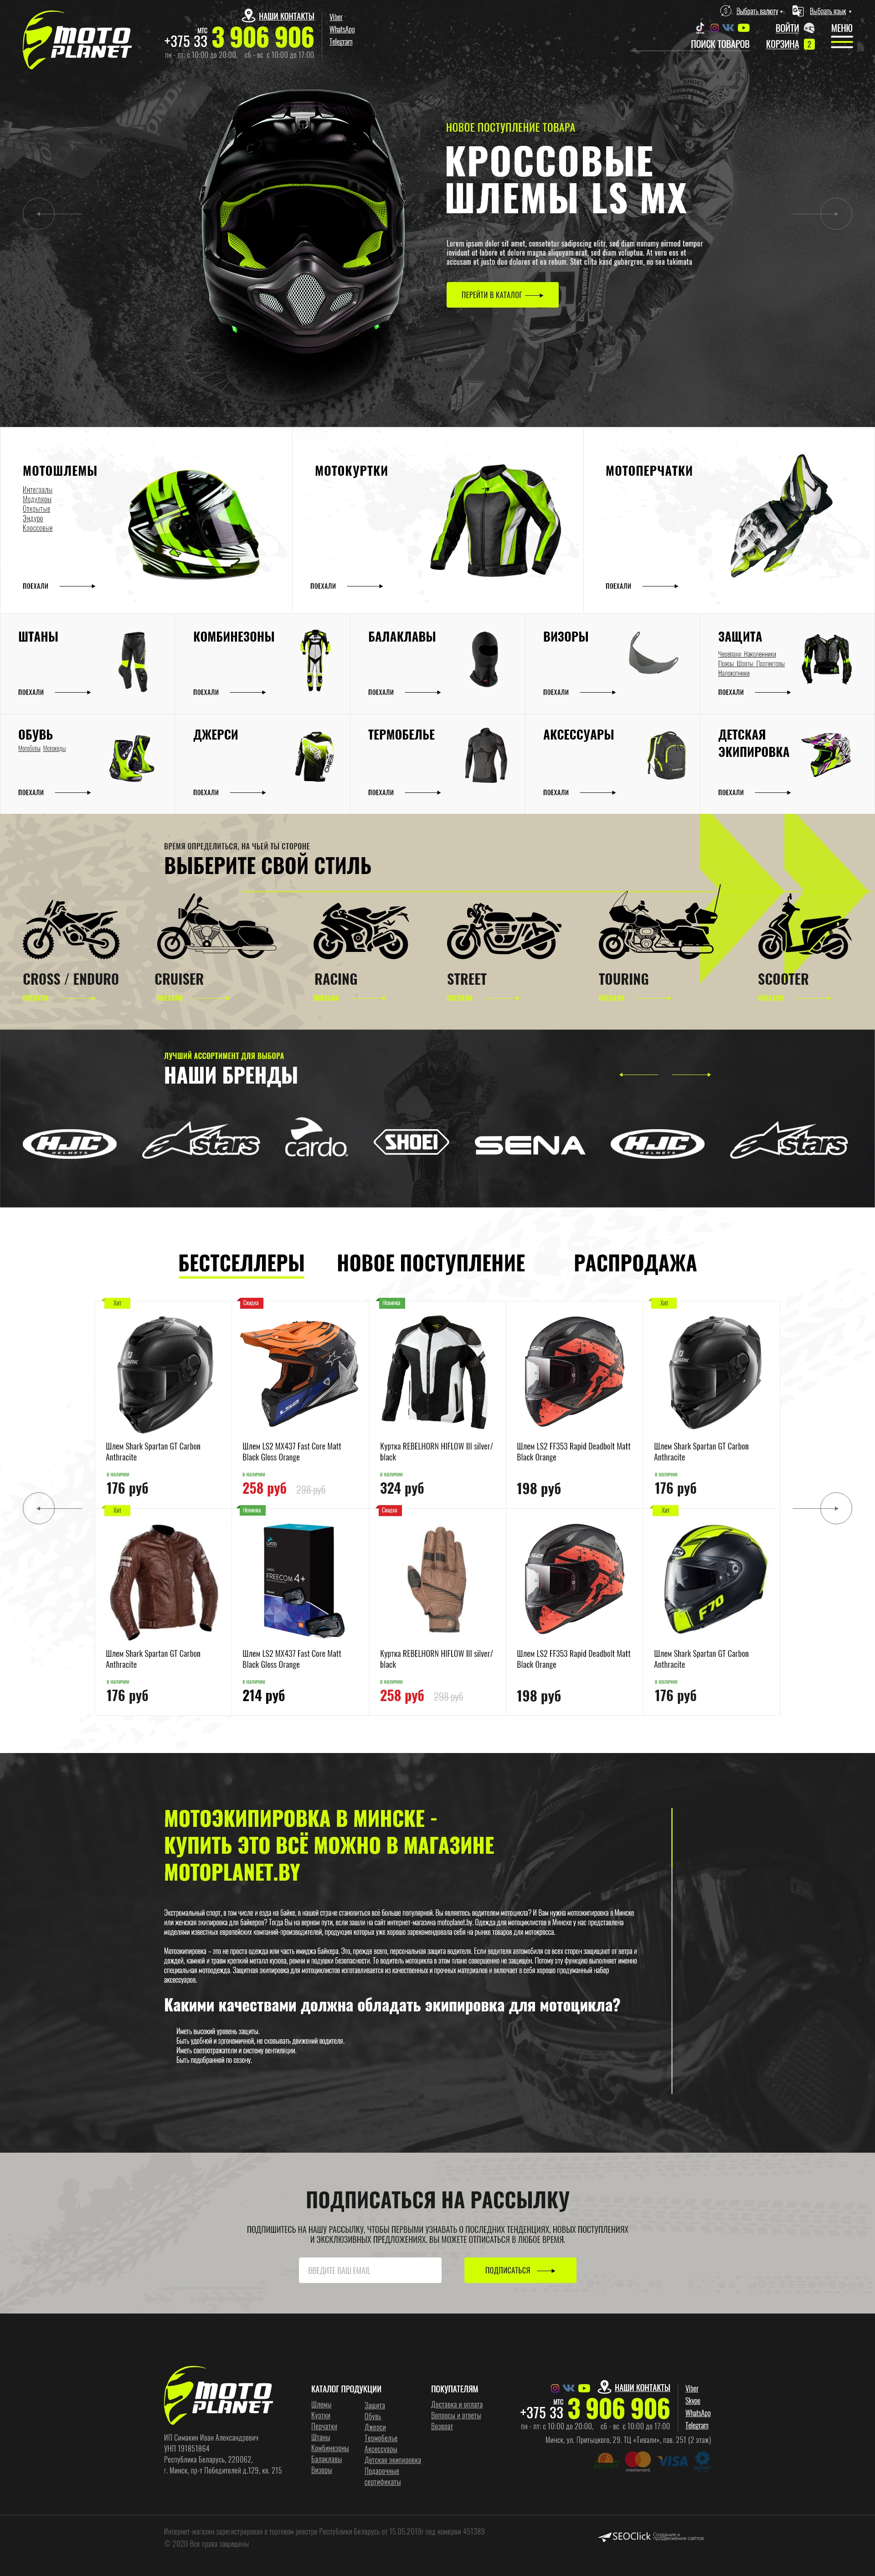 MOTO PLANET
НАШИ КОНТАКТЫ
МТС
+375 33 3 906 906
пн - пт: с 10:00 до 20:00, сб - вс с 10:00 до 17:00
Viber
WhatsApp
Telegram
Выбрать валюту
Выбрать язык
ВОЙТИ
МЕНЮ
ПОИСК ТОВАРОВ
КОРЗИНА 2
НОВОЕ ПОСТУПЛЕНИЕ ТОВАРА
КРОССОВЫЕ
ШЛЕМЫ LS MX
Lorem ipsum dolor sit amet, consetetur sadipscing elitr, sed diam nonumy eirmod tempor
invidunt ut labore et dolore magna aliquyam erat, sed diam voluptua. At vero eos et
accusam et justo duo dolores et ea rebum. Stet clita kasd gubergren, no sea takimata
ПЕРЕЙТИ В КАТАЛОГ
МОТОШЛЕМЫ
Интегралы
Модуляры
Открытые
Эндуро
Кроссовые
ПОЕХАЛИ
МОТОКУРТКИ
ПОЕХАЛИ
МОТОПЕРЧАТКИ
ПОЕХАЛИ
ШТАНЫ
ПОЕХАЛИ
КОМБИНЕЗОНЫ
ПОЕХАЛИ
БАЛАКЛАВЫ
ПОЕХАЛИ
ВИЗОРЫ
ПОЕХАЛИ
ЗАЩИТА
Черепахи Наколенники
Поясы Шорты Протекторы
Налокотники
ПОЕХАЛИ
ОБУВЬ
Мотоботы Мотокеды
ПОЕХАЛИ
ДЖЕРСИ
ПОЕХАЛИ
ТЕРМОБЕЛЬЕ
ПОЕХАЛИ
АКСЕССУАРЫ
ПОЕХАЛИ
ДЕТСКАЯ
ЭКИПИРОВКА
ПОЕХАЛИ
ВРЕМЯ ОПРЕДЕЛИТЬСЯ, НА ЧЬЕЙ ТЫ СТОРОНЕ
ВЫБЕРИТЕ СВОЙ СТИЛЬ
CROSS / ENDURO
CRUISER
RACING
STREET
TOURING
SCOOTER
ПОЕХАЛИ
ПОЕХАЛИ
ПОЕХАЛИ
ПОЕХАЛИ
ПОЕХАЛИ
ПОЕХАЛИ
ЛУЧШИЙ АССОРТИМЕНТ ДЛЯ ВЫБОРА
НАШИ БРЕНДЫ
HJC HELMETS
stars
cardo
SHOEI
SENA
HJC HELMETS
stars
БЕСТСЕЛЛЕРЫ
НОВОЕ ПОСТУПЛЕНИЕ
РАСПРОДАЖА
Хит
Шлем Shark Spartan GT Carbon
Anthracite
в наличии
176 руб
Скидка
Шлем LS2 MX437 Fast Core Matt
Black Gloss Orange
в наличии
258 руб 298 руб
Новинка
Куртка REBELHORN HIFLOW III silver/
black
в наличии
324 руб
Шлем LS2 FF353 Rapid Deadbolt Matt
Black Orange
198 руб
Хит
Шлем Shark Spartan GT Carbon
Anthracite
в наличии
176 руб
Хит
Шлем Shark Spartan GT Carbon
Anthracite
в наличии
176 руб
Новинка
cardo
FREECOM 4+
Шлем LS2 MX437 Fast Core Matt
Black Gloss Orange
в наличии
214 руб
Скидка
Куртка REBELHORN HIFLOW III silver/
black
в наличии
258 руб 298 руб
Шлем LS2 FF353 Rapid Deadbolt Matt
Black Orange
198 руб
Хит
F70
Шлем Shark Spartan GT Carbon
Anthracite
в наличии
176 руб
МОТОЭКИПИРОВКА В МИНСКЕ -
КУПИТЬ ЭТО ВСЁ МОЖНО В МАГАЗИНЕ
MOTOPLANET.BY
Экстремальный спорт, в том числе и езда на байке, в нашей стране становиться всё больше популярной. Вы являетесь водителем мотоцикла? И Вам нужна мотоэкипировка в Минске
или женская экипировка для байкеров? Тогда Вы на верном пути, если зашли на сайт интернет-магазина motoplanet.by. Одежда для мотоциклистов в Минске у нас представлена
моделями известных европейских компаний-производителей, продукция которых уже хорошо зарекомендовала себя на рынке товаров для мотокросса.
Мотоэкипировка – это не просто одежда или часть имиджа байкера. Это, прежде всего, персональная защита водителя. Если водителя автомобиля со всех сторон защищают от ветра и
дождей, камней и травм крепкий металл кузова, ремни и подушки безопасности. То водитель мотоцикла в этом плане совершенно не защищен. Потому эту функцию выполняет именно
специальная мотоодежда. Защитная экипировка для мотоциклистов изготавливается из качественных и прочных материалов и включает в себя хорошо продуманный набор
аксессуаров.
Какими качествами должна обладать экипировка для мотоцикла?
Иметь высокий уровень защиты.
Быть удобной и эргономичной, не сковывать движений водителя.
Иметь светоотражатели и систему вентиляции.
Быть подобранной по сезону.
ПОДПИСАТЬСЯ НА РАССЫЛКУ
ПОДПИШИТЕСЬ НА НАШУ РАССЫЛКУ, ЧТОБЫ ПЕРВЫМИ УЗНАВАТЬ О ПОСЛЕДНИХ ТЕНДЕНЦИЯХ, НОВЫХ ПОСТУПЛЕНИЯХ
И ЭКСКЛЮЗИВНЫХ ПРЕДЛОЖЕНИЯХ, ВЫ МОЖЕТЕ ОТПИСАТЬСЯ В ЛЮБОЕ ВРЕМЯ.
ВВЕДИТЕ ВАШ EMAIL
ПОДПИСАТЬСЯ
MOTO PLANET
ИП Симакин Иван Александрович
УНП 191851864
Республика Беларусь, 220062,
г. Минск, пр-т Победителей д.129, кв. 215
КАТАЛОГ ПРОДУКЦИИ
Шлемы
Куртки
Перчатки
Штаны
Комбинезоны
Балаклавы
Визоры
Защита
Обувь
Джерси
Термобелье
Аксессуары
Детская экипировка
Подарочные
сертификаты
ПОКУПАТЕЛЯМ
Доставка и оплата
Вопросы и ответы
Возврат
НАШИ КОНТАКТЫ
МТС
+375 33 3 906 906
пн - пт: с 10:00 до 20:00, сб - вс с 10:00 до 17:00
Viber
Skype
WhatsApp
Telegram
Минск, ул. Притыцкого, 29. ТЦ «Тивали», пав. 251 (2 этаж)
mastercard
VISA
Интернет-магазин зарегистрирован в торговом реестре Республики Беларусь от 15.05.2019г под номером 451389
© 2020 Все права защищены
SEOClick Создание и
продвижение сайтов